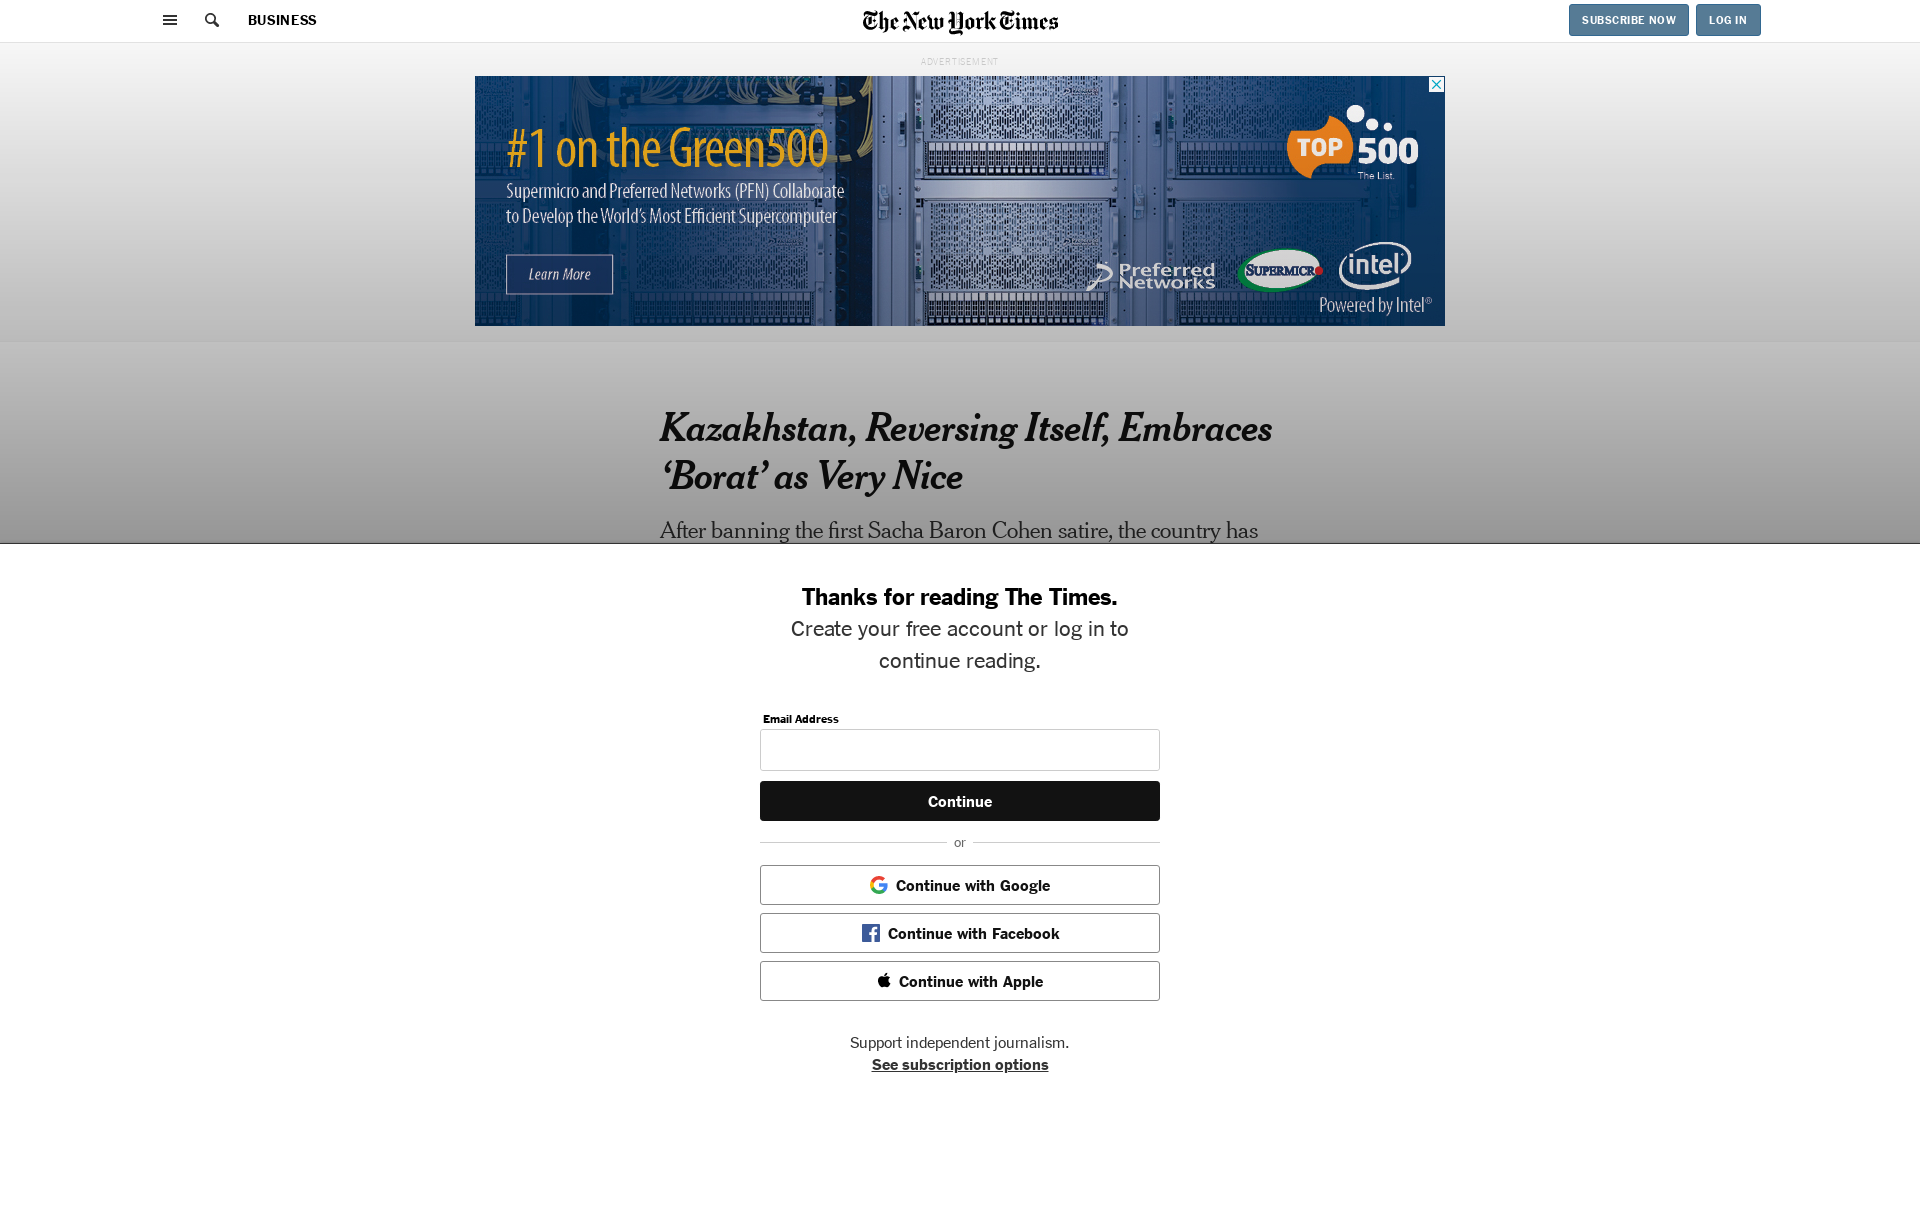 BUSINESS
The New York Times
SUBSCRIBE NOW
LOG IN
ADVERTISEMENT
#1 on the Green500
Supermicro and Preferred Networks (PFN) Collaborate
to Develop the World's Most Efficient Supercomputer
Learn More
TOP 500
The List.
Preferred
Networks
SUPERMICR
intel
Powered by Intel®
Kazakhstan, Reversing Itself, Embraces
‘Borat’ as Very Nice
After banning the first Sacha Baron Cohen satire, the country has
Thanks for reading The Times.
Create your free account or log in to
continue reading.
Email Address
Continue
or
Continue with Google
Continue with Facebook
Continue with Apple
Support independent journalism.
See subscription options